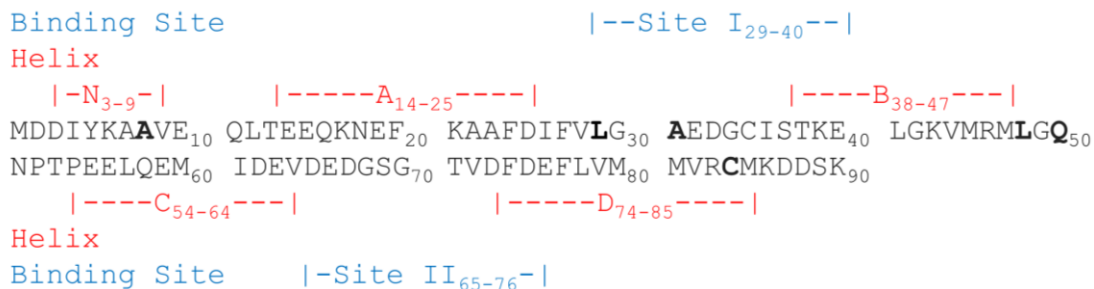 Binding Site |--Site I29-40--|
Helix
|-N3-9-| |-----A14-25----| |----B38-47----|
MDDIYKAAVE10 QLTEEQKNEF20 KAAFDIFVLG30 AEDGCISTKE40 LGKVMRMLGQ50
NPTPEELQEM60 IDEVDEDGSG70 TVDFDEFLVM80 MVRCMKDDSK90
|----C54-64---| |-----D74-85----|
Helix
Binding Site |-Site II65-76-|